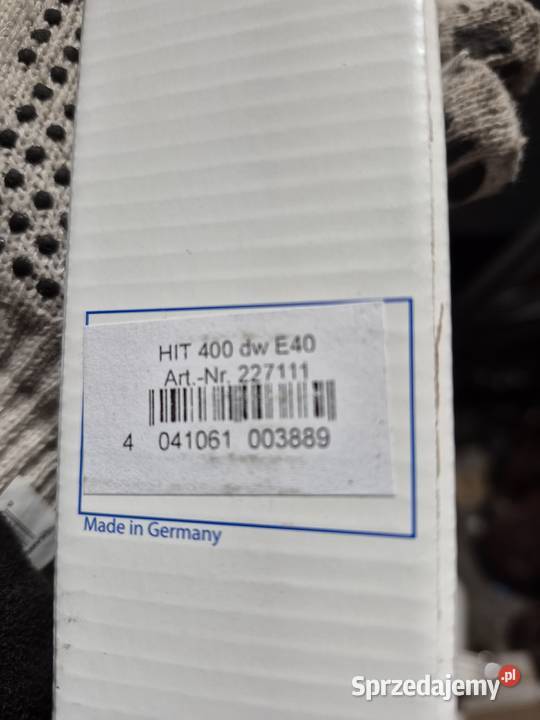 HIT 400 dw E40
Art.-Nr. 227111
4 041061 003889
Made in Germany
Sprzedajemy.pl